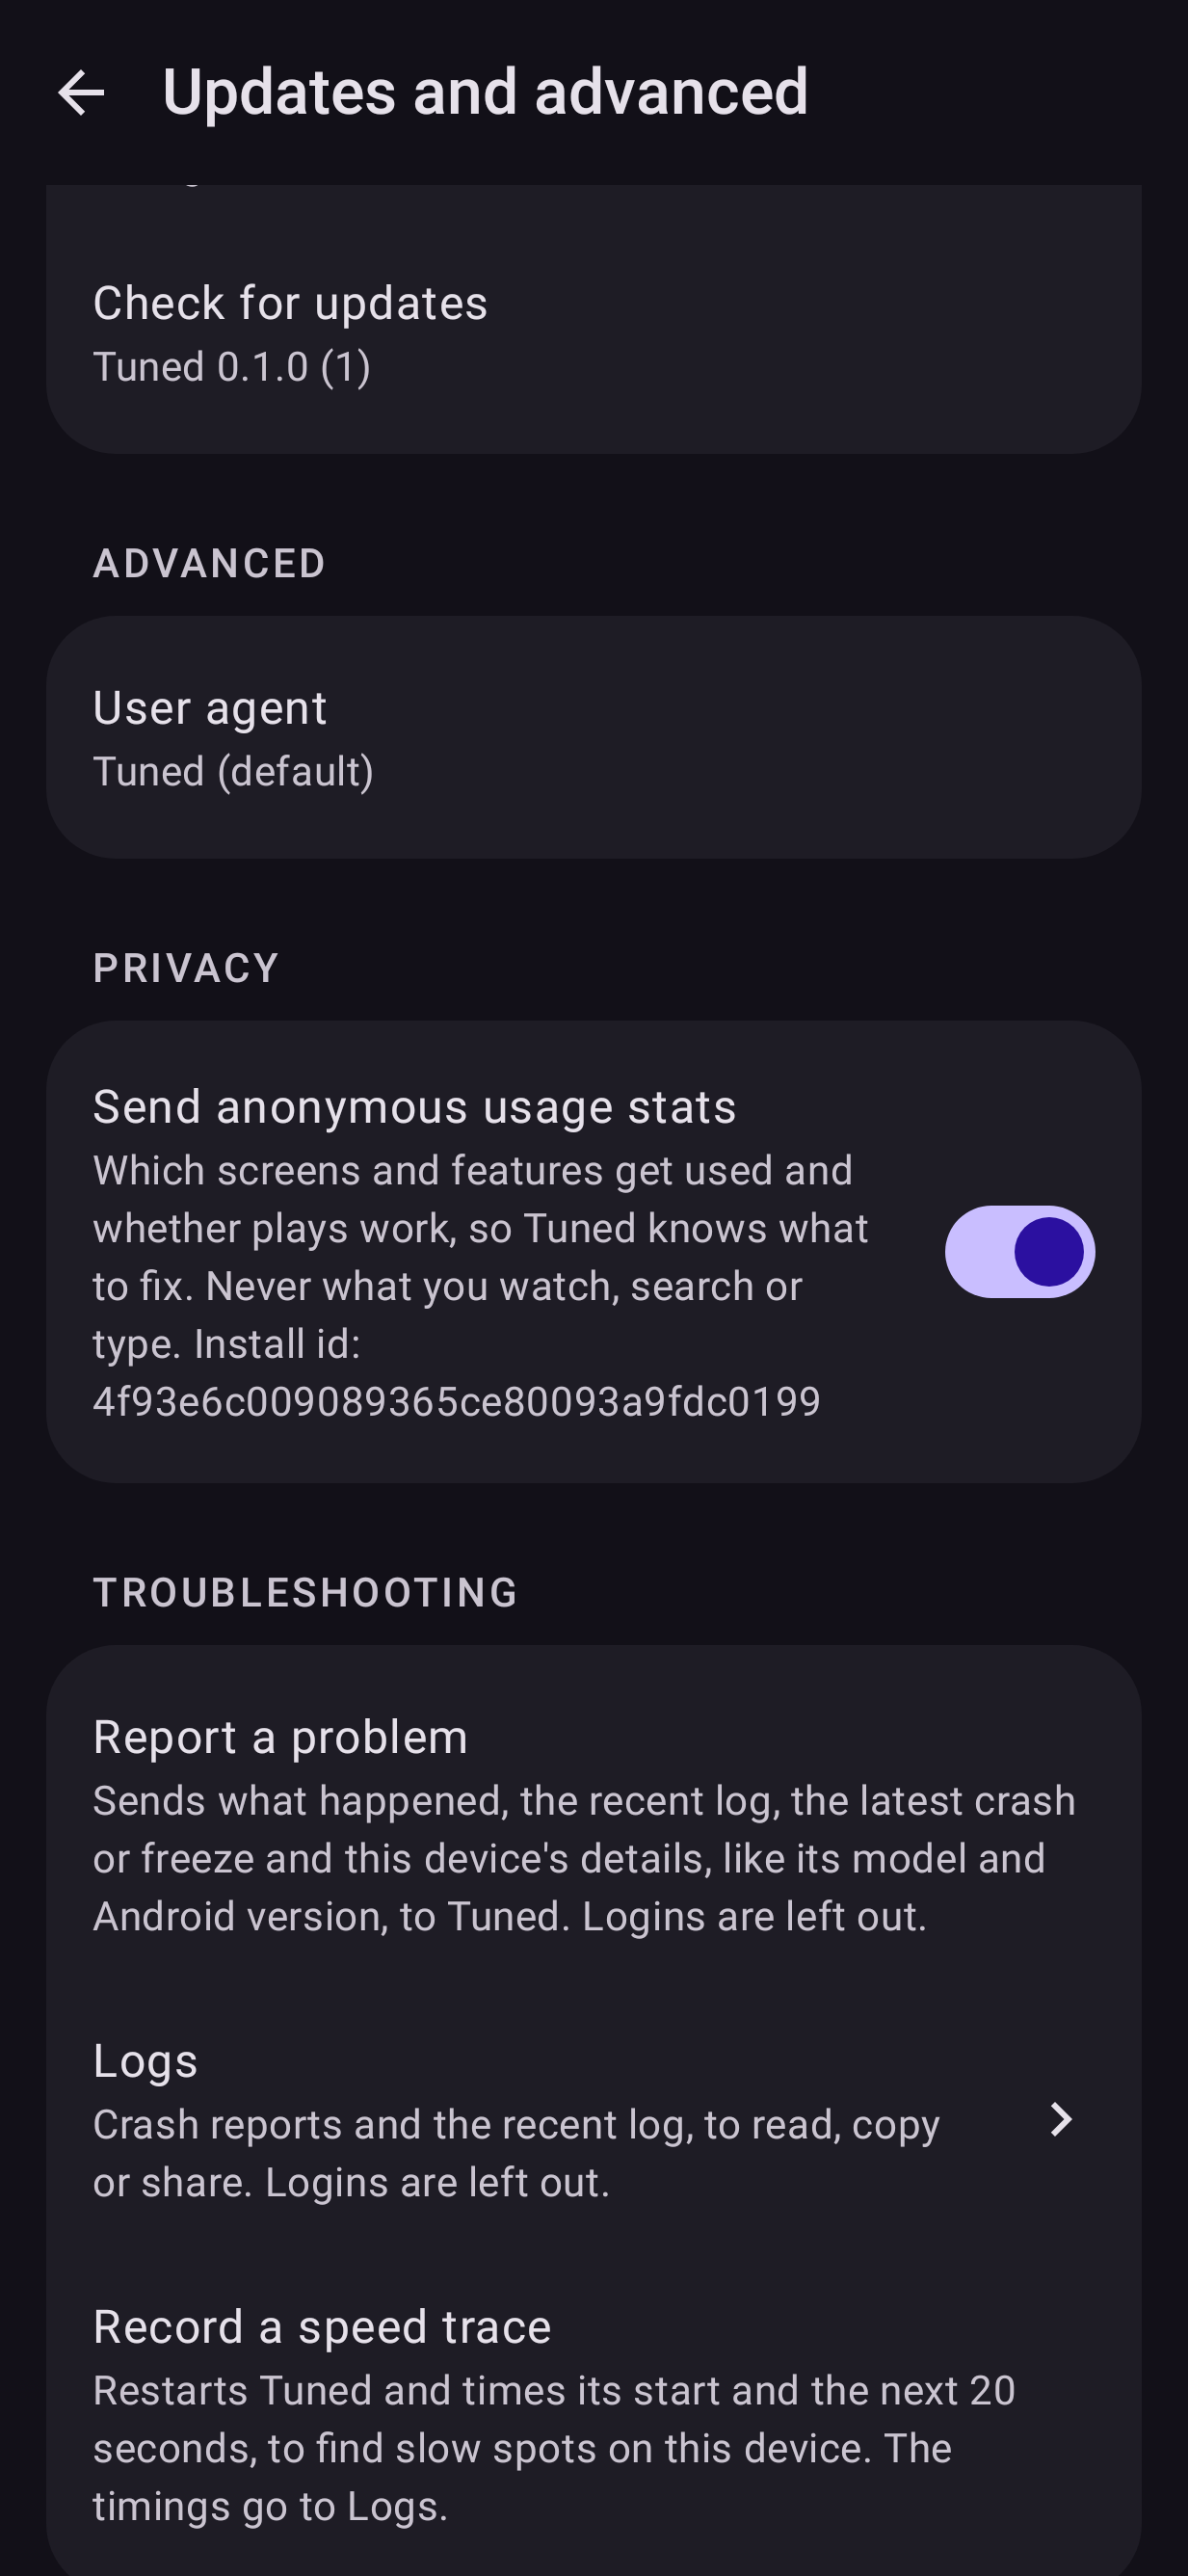 Updates and advanced
Check for updates
Tuned 0.1.0 (1)
ADVANCED
User agent
Tuned (default)
PRIVACY
Send anonymous usage stats
Which screens and features get used and
whether plays work, so Tuned knows what
to fix. Never what you watch, search or
type. Install id:
4f93e6c009089365ce80093a9fdc0199
TROUBLESHOOTING
Report a problem
Sends what happened, the recent log, the latest crash
or freeze and this device's details, like its model and
Android version, to Tuned. Logins are left out.
Logs
Crash reports and the recent log, to read, copy
or share. Logins are left out.
Record a speed trace
Restarts Tuned and times its start and the next 20
seconds, to find slow spots on this device. The
timings go to Logs.